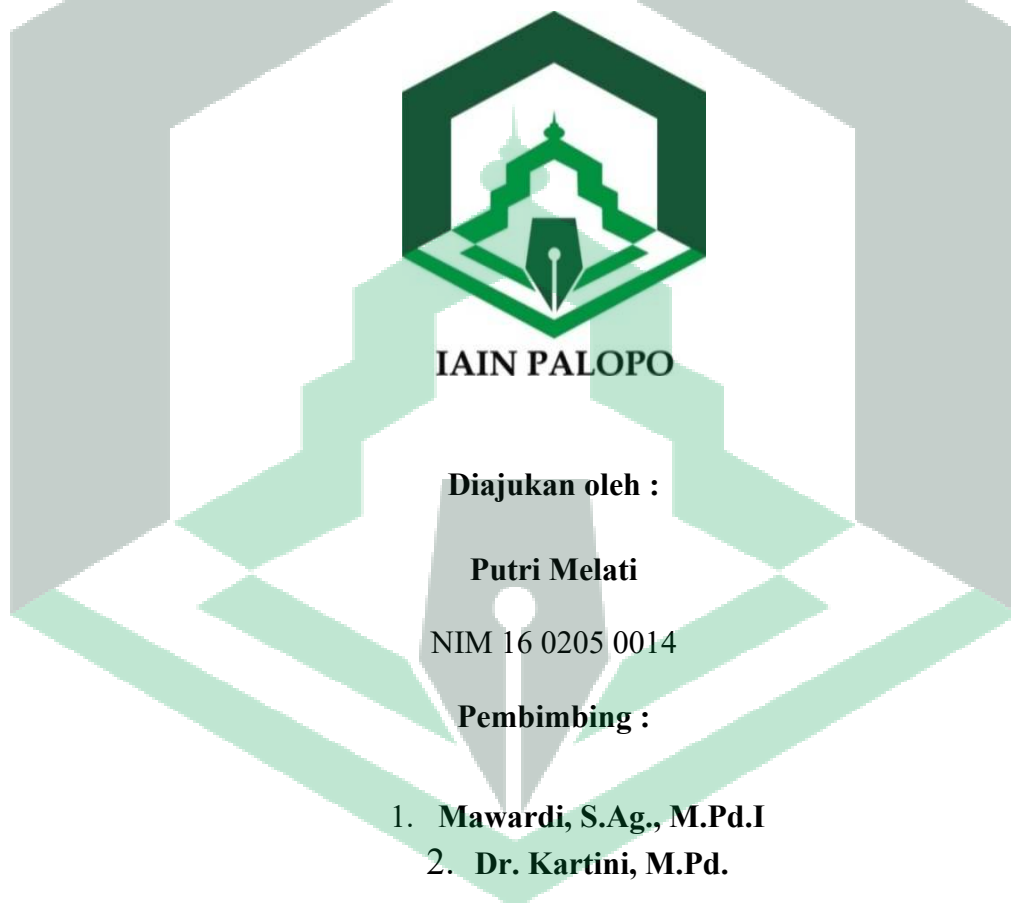 IAIN PALOPO
Diajukan oleh :
Putri Melati
NIM 16 0205 0014
Pembimbing :
1. Mawardi, S.Ag., M.Pd.I
2. Dr. Kartini, M.Pd.